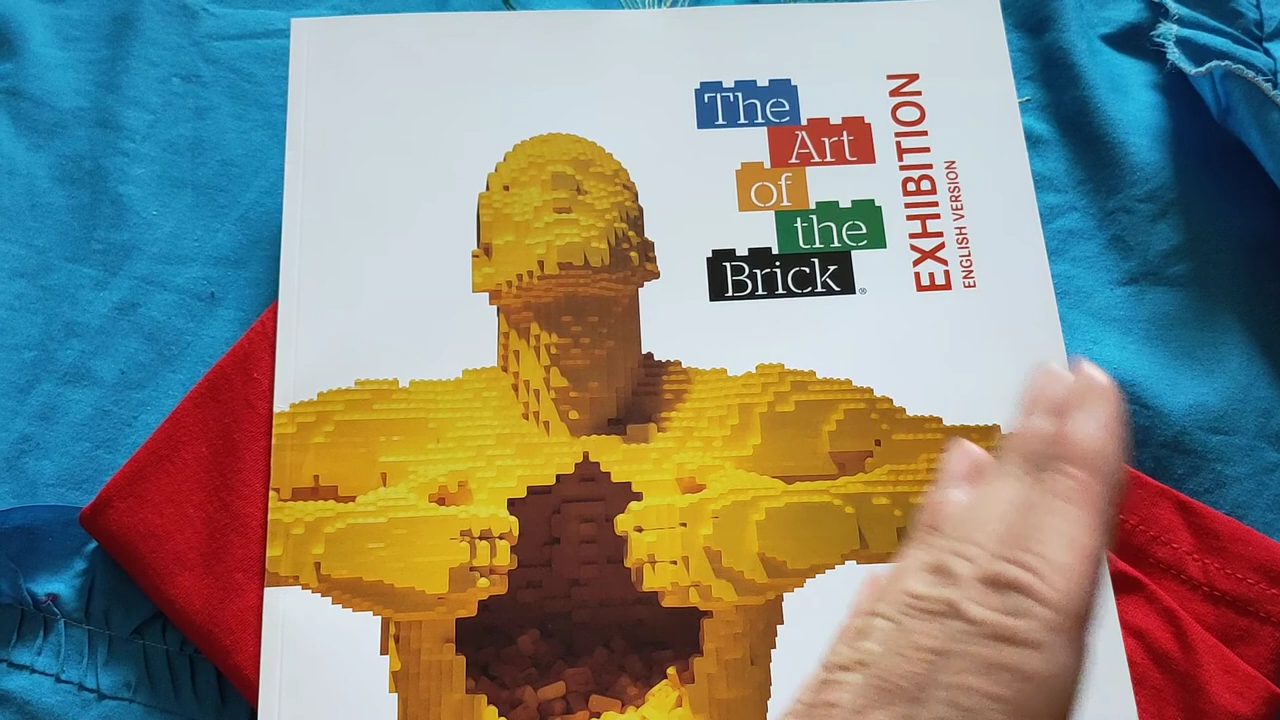 The
Art
of
the
Brick®
EXHIBITION
ENGLISH VERSION